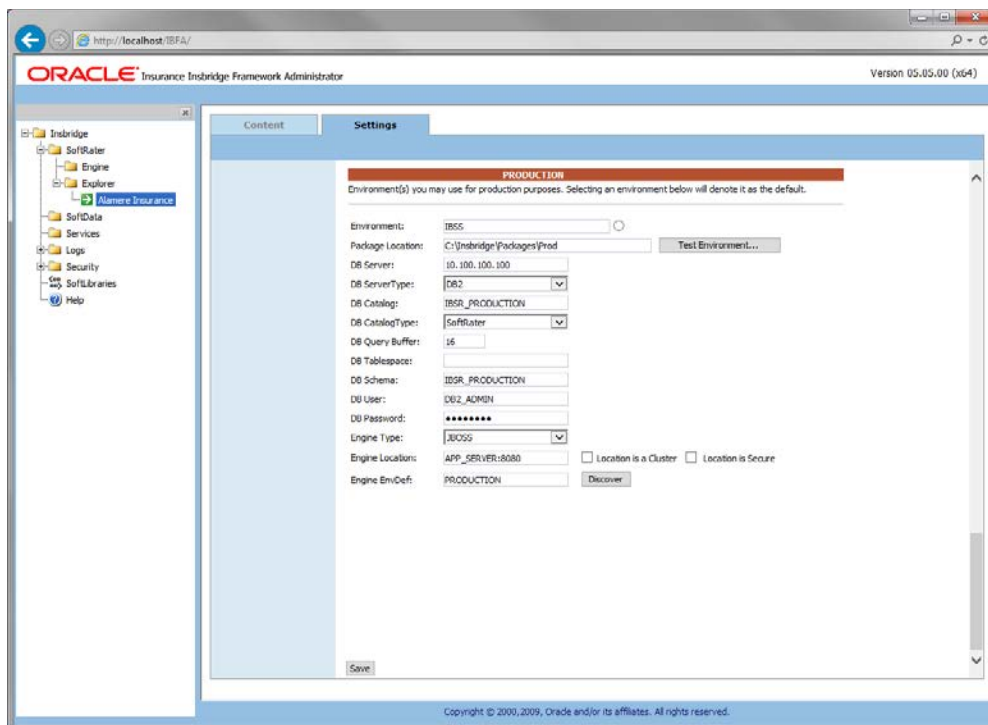 http://localhost/IBFA/
ORACLE Insurance Insbridge Framework Administrator
Version 05.05.00 (x64)
Insbridge
SoftRater
Engine
Explorer
Alamere Insurance
SoftData
Services
Logs
Security
SoftLibraries
Help
Content
Settings
PRODUCTION
Environment(s) you may use for production purposes. Selecting an environment below will denote it as the default.
Environment: IBSS
Package Location: C:\Insbridge\Packages\Prod Test Environment...
DB Server: 10.100.100.100
DB ServerType: DB2
DB Catalog: IBSR_PRODUCTION
DB CatalogType: SoftRater
DB Query Buffer: 16
DB Tablespace:
DB Schema: IBSR_PRODUCTION
DB User: DB2_ADMIN
DB Password: ••••••••
Engine Type: JBOSS
Engine Location: APP_SERVER:8080 Location is a Cluster Location is Secure
Engine EnvDef: PRODUCTION Discover
Save
Copyright © 2000,2009, Oracle and/or its affiliates. All rights reserved.